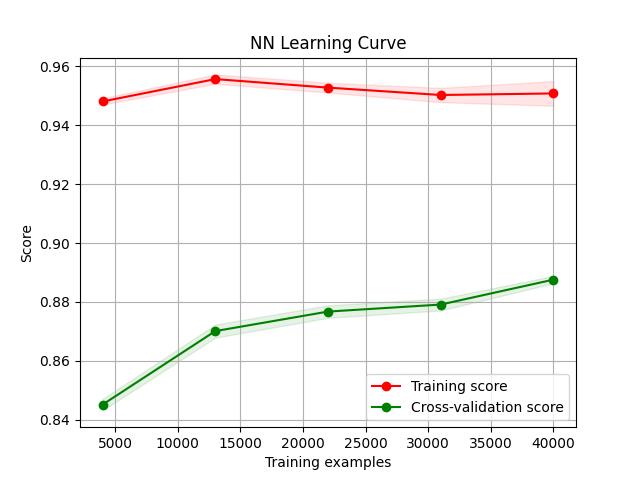 NN Learning Curve
0.96
0.94
0.92
0.90
0.88
0.86
0.84
Score
Training score
Cross-validation score
5000 10000 15000 20000 25000 30000 35000 40000
Training examples